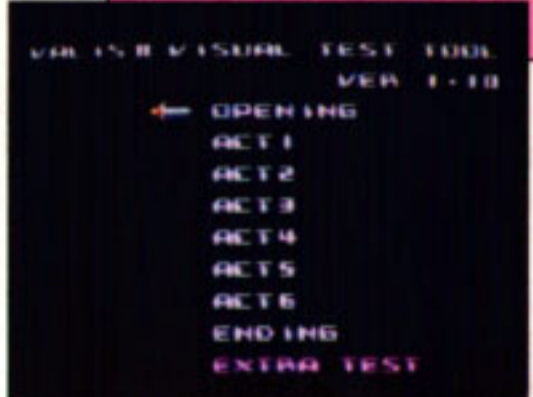 VALIS II VISUAL TEST TOOL
VER 1.10
OPENING
ACT 1
ACT 2
ACT 3
ACT 4
ACT 5
ACT 6
ENDING
EXTRA TEST